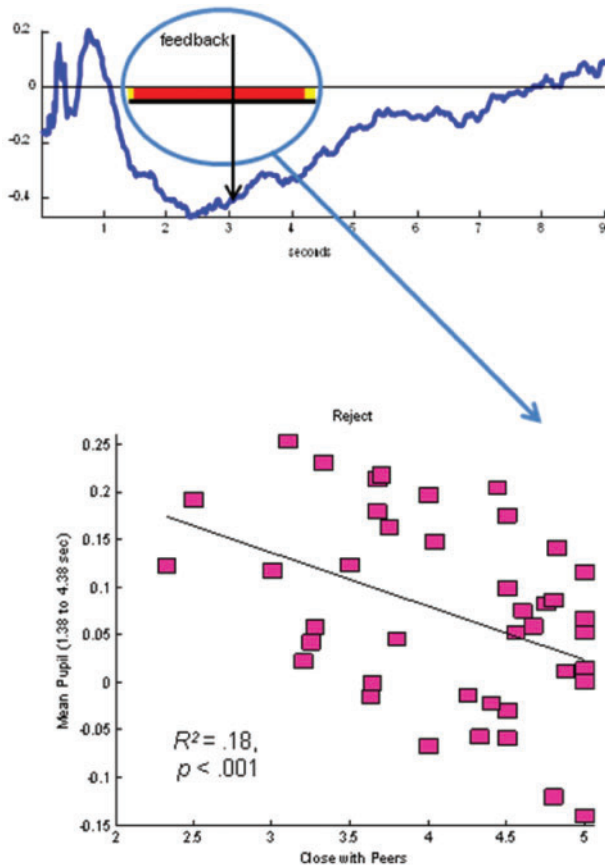 0.2
feedback
0
-0.2
-0.4
1 2 3 4 5 6 7 8 9
seconds
Reject
0.25
0.2
0.15
0.1
0.05
0
-0.05
-0.1
-0.15
Mean Pupil (1.38 to 4.38 sec)
R² = .18,
p < .001
2 2.5 3 3.5 4 4.5 5
Close with Peers